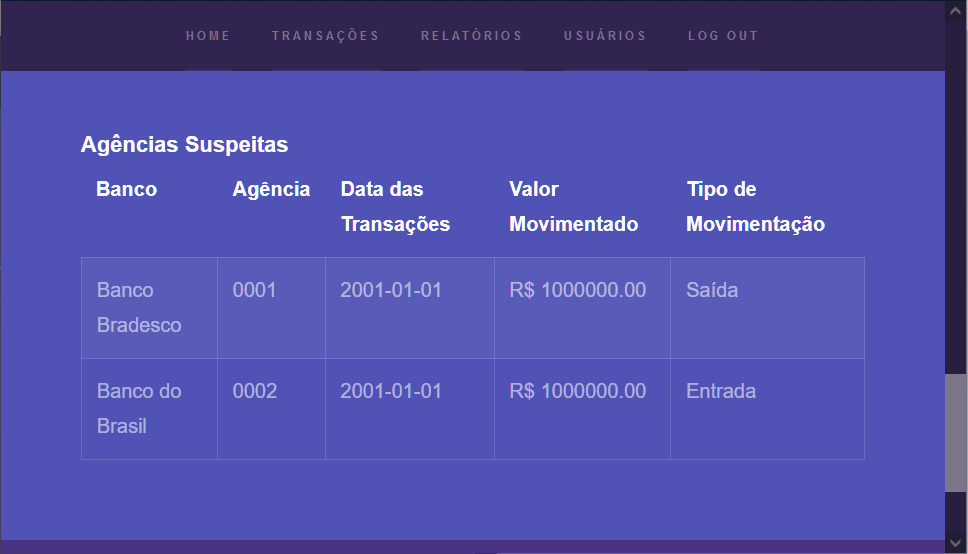 HOME TRANSAÇÕES RELATÓRIOS USUÁRIOS LOG OUT
Agências Suspeitas
Banco Agência Data das Valor Tipo de
Transações Movimentado Movimentação
Banco 0001 2001-01-01 R$ 1000000.00 Saída
Bradesco
Banco do 0002 2001-01-01 R$ 1000000.00 Entrada
Brasil